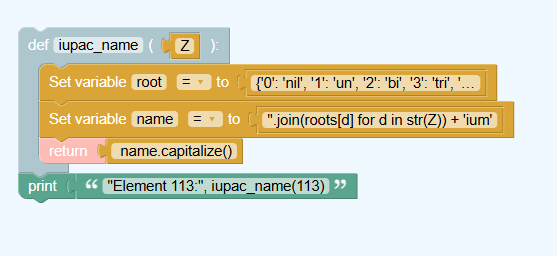 def iupac_name ( Z ):
Set variable root = to {'0': 'nil', '1': 'un', '2': 'bi', '3': 'tri', '...
Set variable name = to ''.join(roots[d] for d in str(Z)) + 'ium'
return name.capitalize()
print “ "Element 113:", iupac_name(113) ”